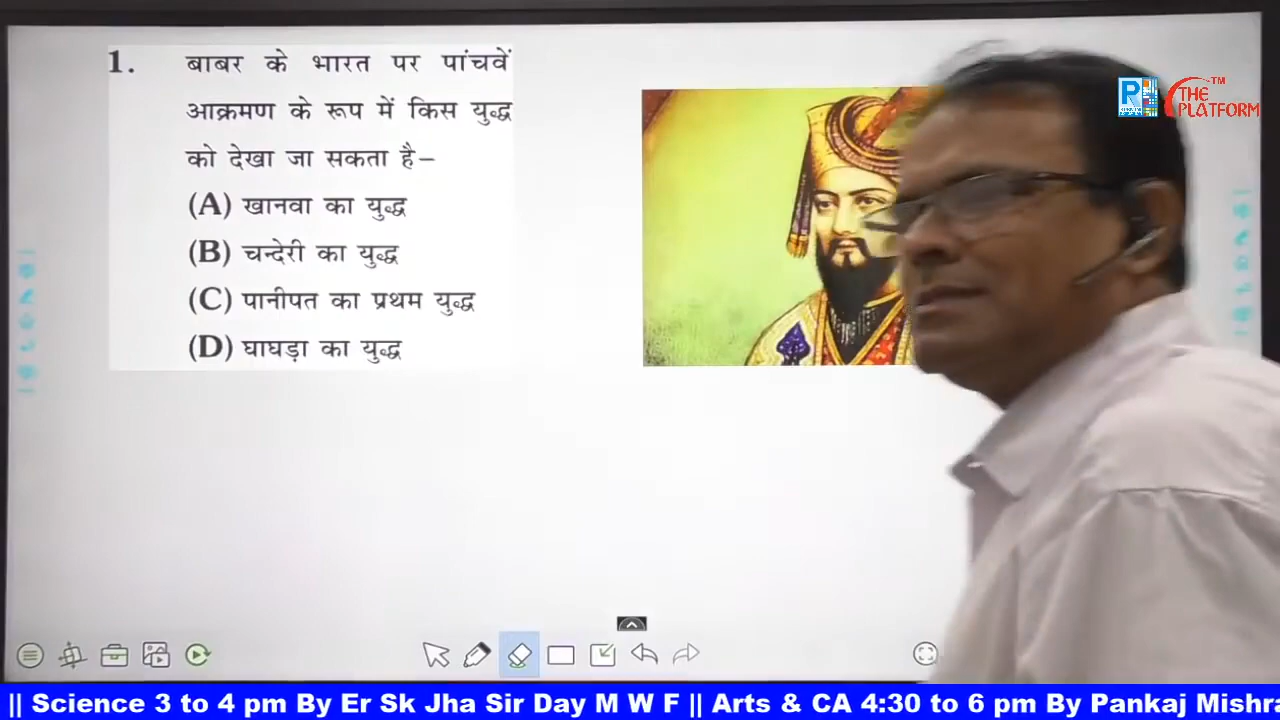 1. बाबर के भारत पर पांचवें
आक्रमण के रूप में किस युद्ध
को देखा जा सकता है–
(A) खानवा का युद्ध
(B) चन्देरी का युद्ध
(C) पानीपत का प्रथम युद्ध
(D) घाघड़ा का युद्ध
THE PLATFORM™
|| Science 3 to 4 pm By Er Sk Jha Sir Day M W F || Arts & CA 4:30 to 6 pm By Pankaj Mishra